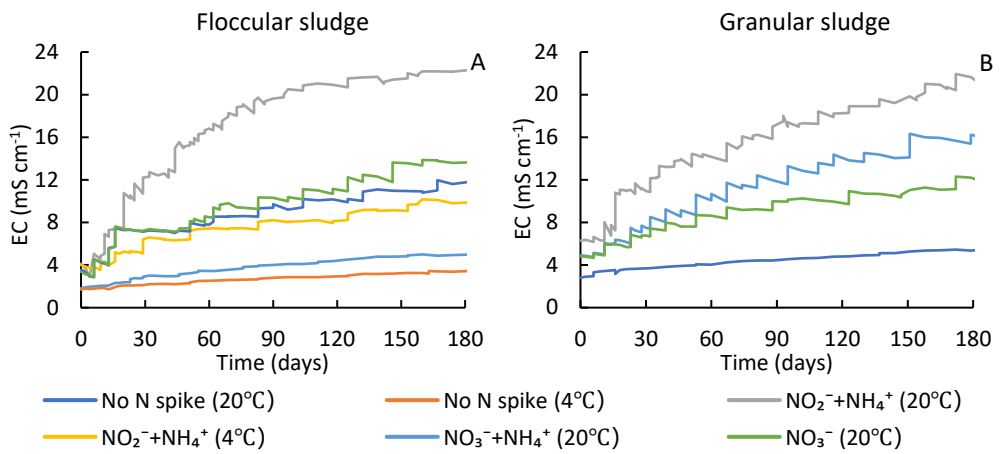 Floccular sludge
Granular sludge
A
B
EC (mS cm⁻¹)
24
20
16
12
8
4
0
0 30 60 90 120 150 180
Time (days)
EC (mS cm⁻¹)
24
20
16
12
8
4
0
0 30 60 90 120 150 180
Time (days)
No N spike (20℃)
No N spike (4℃)
NO₂⁻+NH₄⁺ (20℃)
NO₂⁻+NH₄⁺ (4℃)
NO₃⁻+NH₄⁺ (20℃)
NO₃⁻ (20℃)